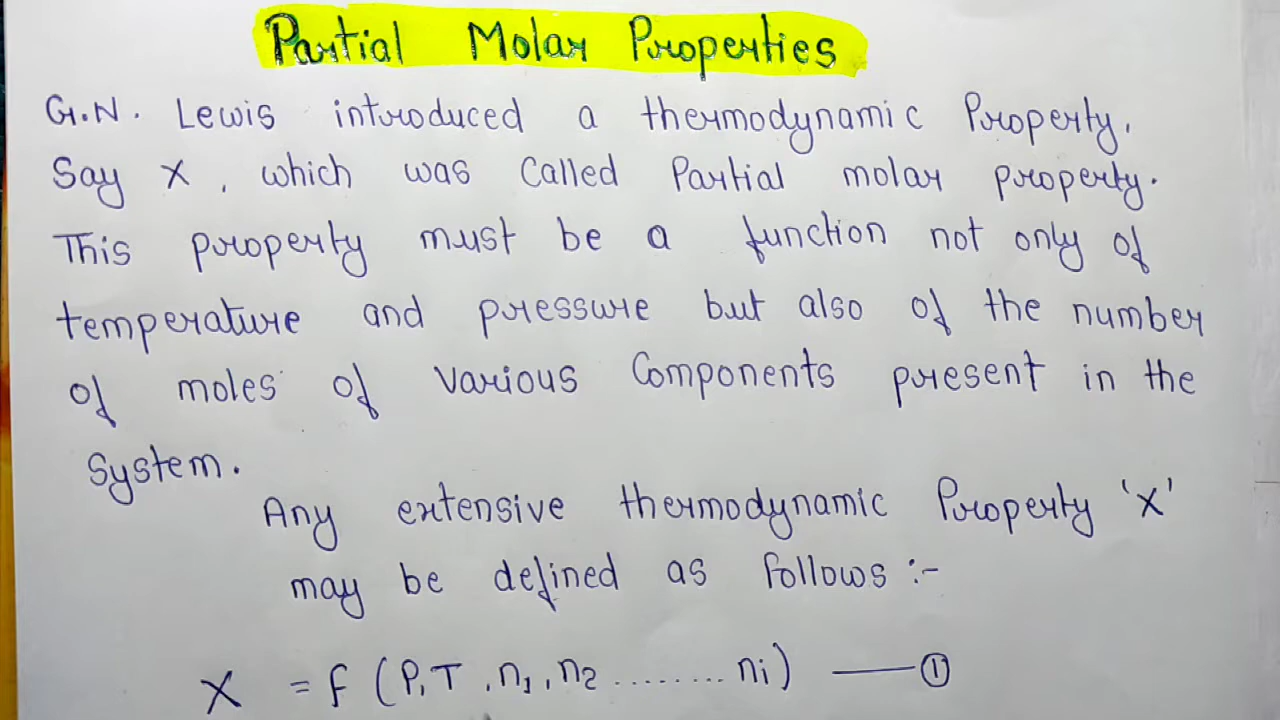 Partial Molar Properties
G.N. Lewis introduced a thermodynamic Property,
Say X, which was Called Partial molar property.
This property must be a function not only of
temperature and pressure but also of the number
of moles of various Components present in the
System.
Any extensive thermodynamic Property 'X'
may be defined as follows :-
X = f (P, T, n₁, n₂ ........ ni) —— ①